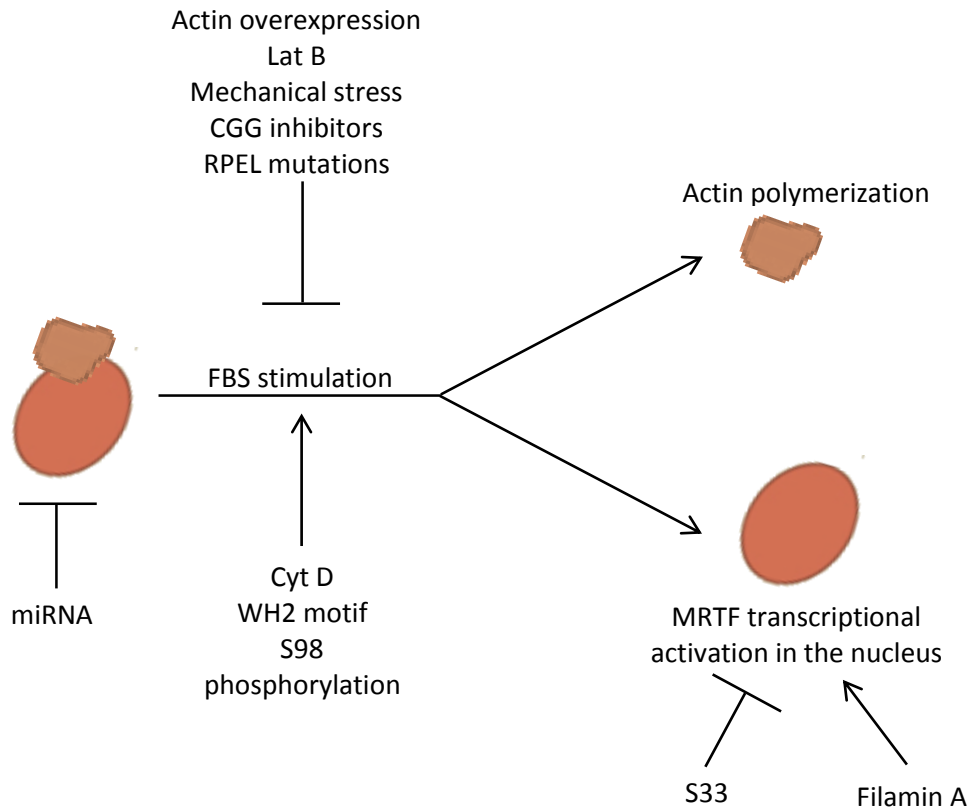 Actin overexpression
Lat B
Mechanical stress
CGG inhibitors
RPEL mutations
Actin polymerization
FBS stimulation
miRNA
Cyt D
WH2 motif
S98
phosphorylation
MRTF transcriptional
activation in the nucleus
S33
Filamin A